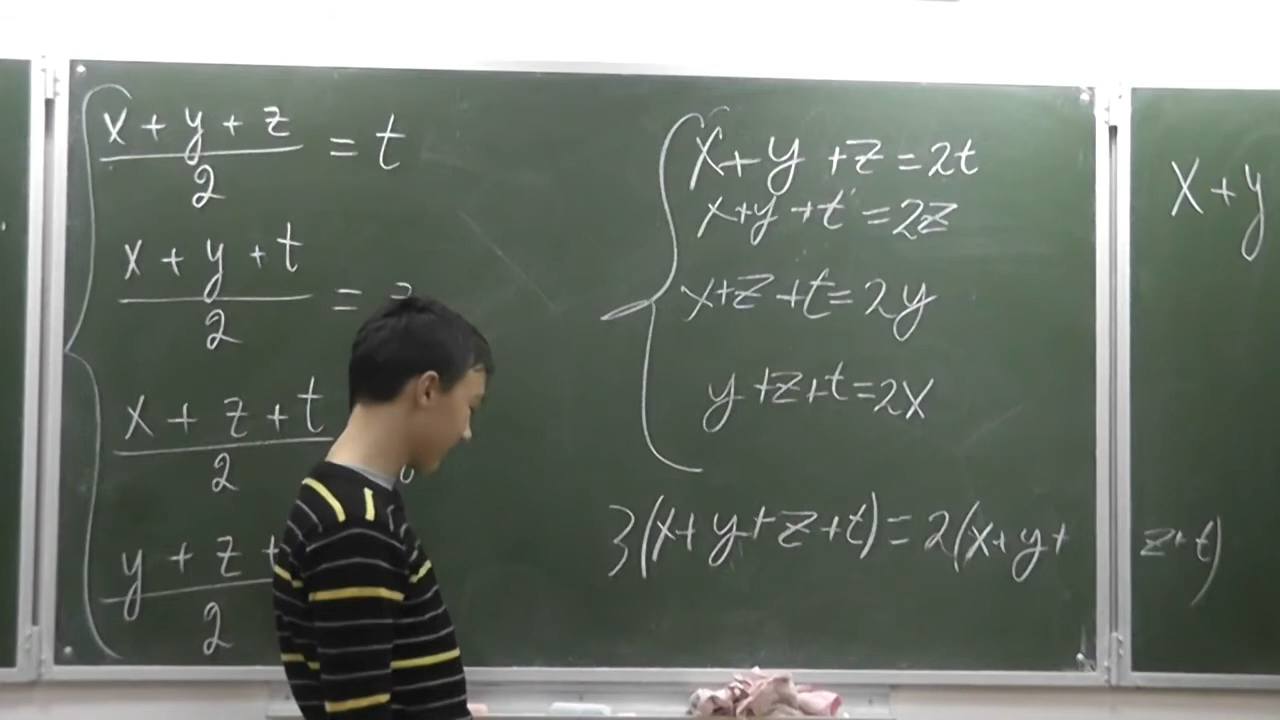 (x + y + z)/2 = t
(x + y + t)/2 =
(x + z + t)/2
(y + z +)/2
x+y+z=2t
x+y+t=2z
x+z+t=2y
y+z+t=2x
3(x+y+z+t)=2(x+y+z+t)
x+y